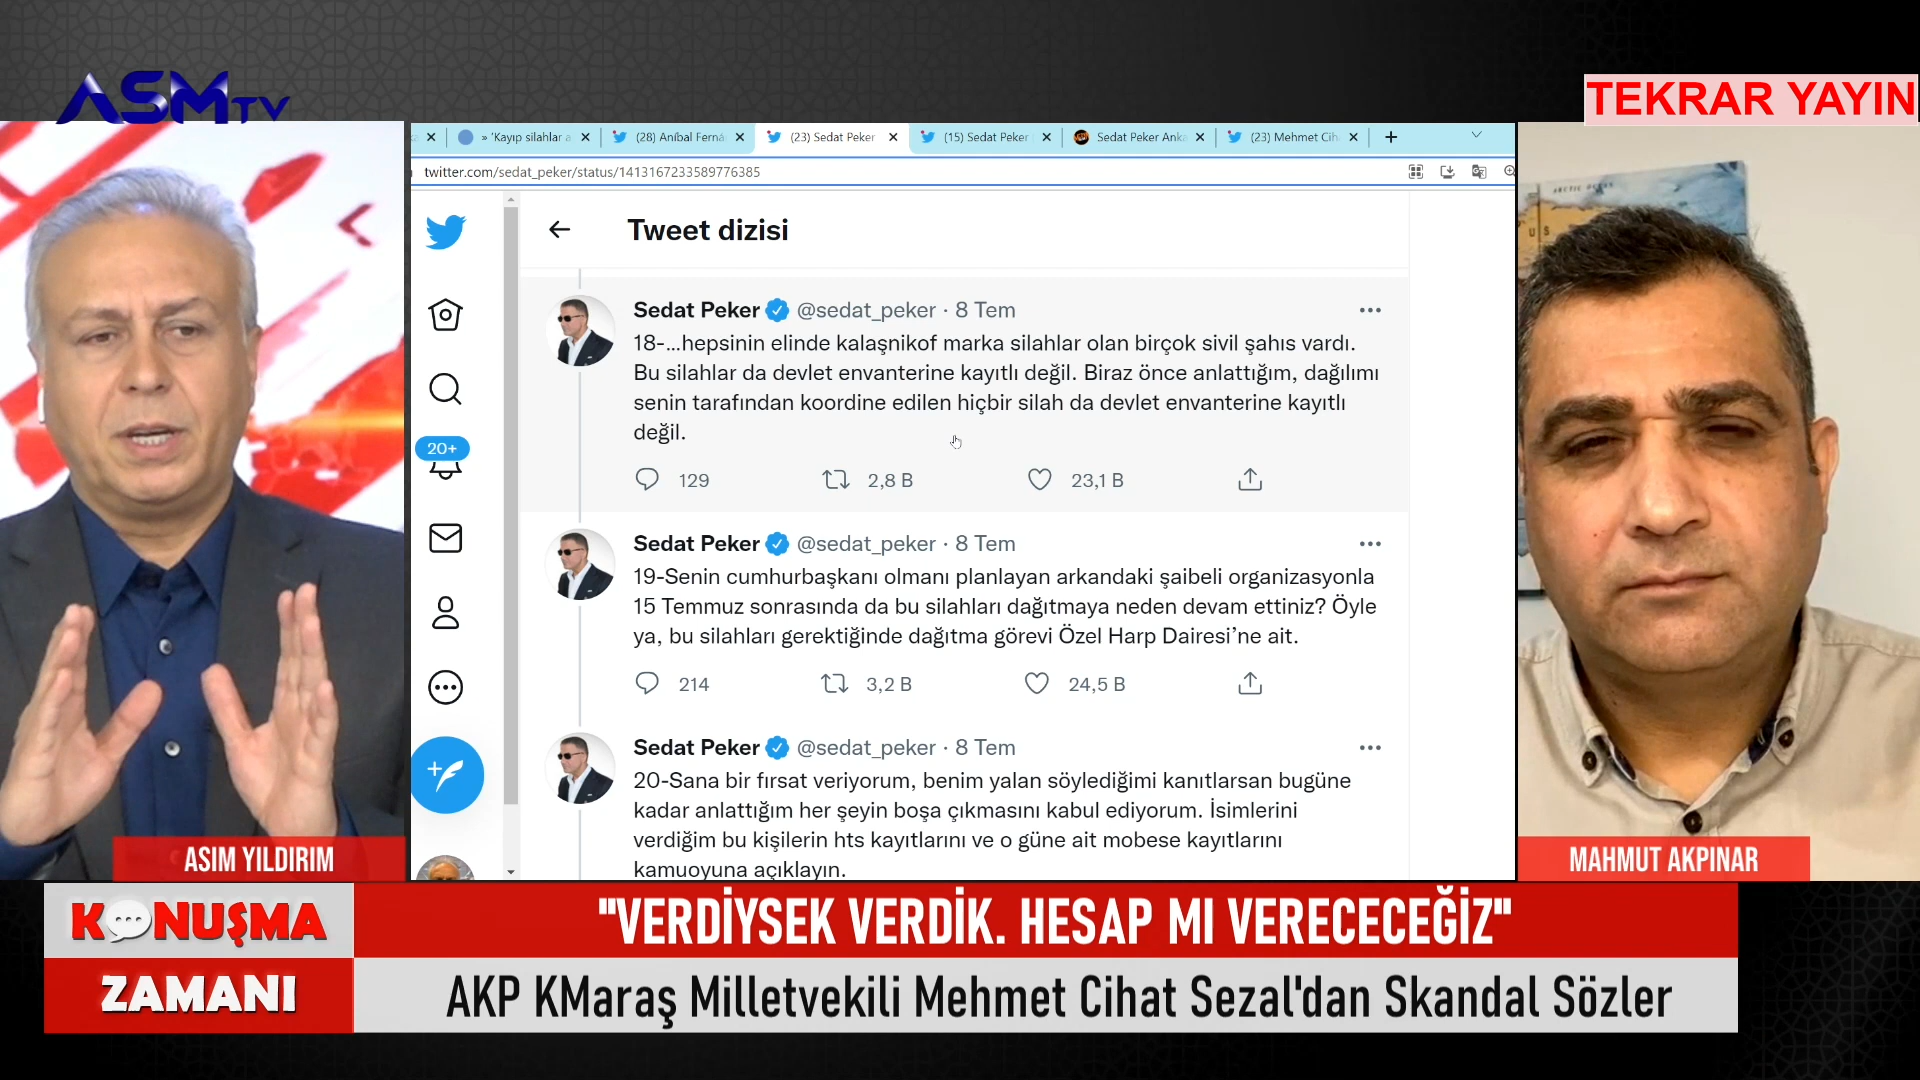 ASMTV
TEKRAR YAYIN
» 'Kayıp silahlar a
(28) Aníbal Ferná
(23) Sedat Peker
(15) Sedat Peker
Sedat Peker Anka
(23) Mehmet Cih
twitter.com/sedat_peker/status/1413167233589776385
Tweet dizisi
Sedat Peker @sedat_peker · 8 Tem
18-...hepsinin elinde kalaşnikof marka silahlar olan birçok sivil şahıs vardı.
Bu silahlar da devlet envanterine kayıtlı değil. Biraz önce anlattığım, dağılımı
senin tarafından koordine edilen hiçbir silah da devlet envanterine kayıtlı
değil.
129 2,8 B 23,1 B
20+
Sedat Peker @sedat_peker · 8 Tem
19-Senin cumhurbaşkanı olmanı planlayan arkandaki şaibeli organizasyonla
15 Temmuz sonrasında da bu silahları dağıtmaya neden devam ettiniz? Öyle
ya, bu silahları gerektiğinde dağıtma görevi Özel Harp Dairesi’ne ait.
214 3,2 B 24,5 B
Sedat Peker @sedat_peker · 8 Tem
20-Sana bir fırsat veriyorum, benim yalan söylediğimi kanıtlarsan bugüne
kadar anlattığım her şeyin boşa çıkmasını kabul ediyorum. İsimlerini
verdiğim bu kişilerin hts kayıtlarını ve o güne ait mobese kayıtlarını
kamuoyuna açıklayın.
ARCTIC OCEAN
U S
ASIM YILDIRIM
MAHMUT AKPINAR
KONUŞMA
ZAMANI
"VERDİYSEK VERDİK. HESAP MI VERECECEĞİZ"
AKP KMaraş Milletvekili Mehmet Cihat Sezal'dan Skandal Sözler